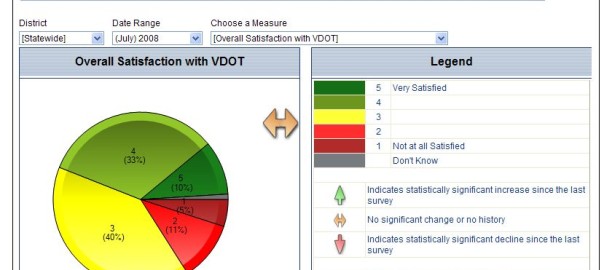 District Date Range Choose a Measure
[Statewide] (July) 2008 [Overall Satisfaction with VDOT]
Overall Satisfaction with VDOT
4
(33%)
5
(10%)
1
(5%)
2
(11%)
3
(40%)
Legend
5 Very Satisfied
4
3
2
1 Not at all Satisfied
Don't Know
Indicates statistically significant increase since the last
survey
No significant change or no history
Indicates statistically significant decline since the last
survey